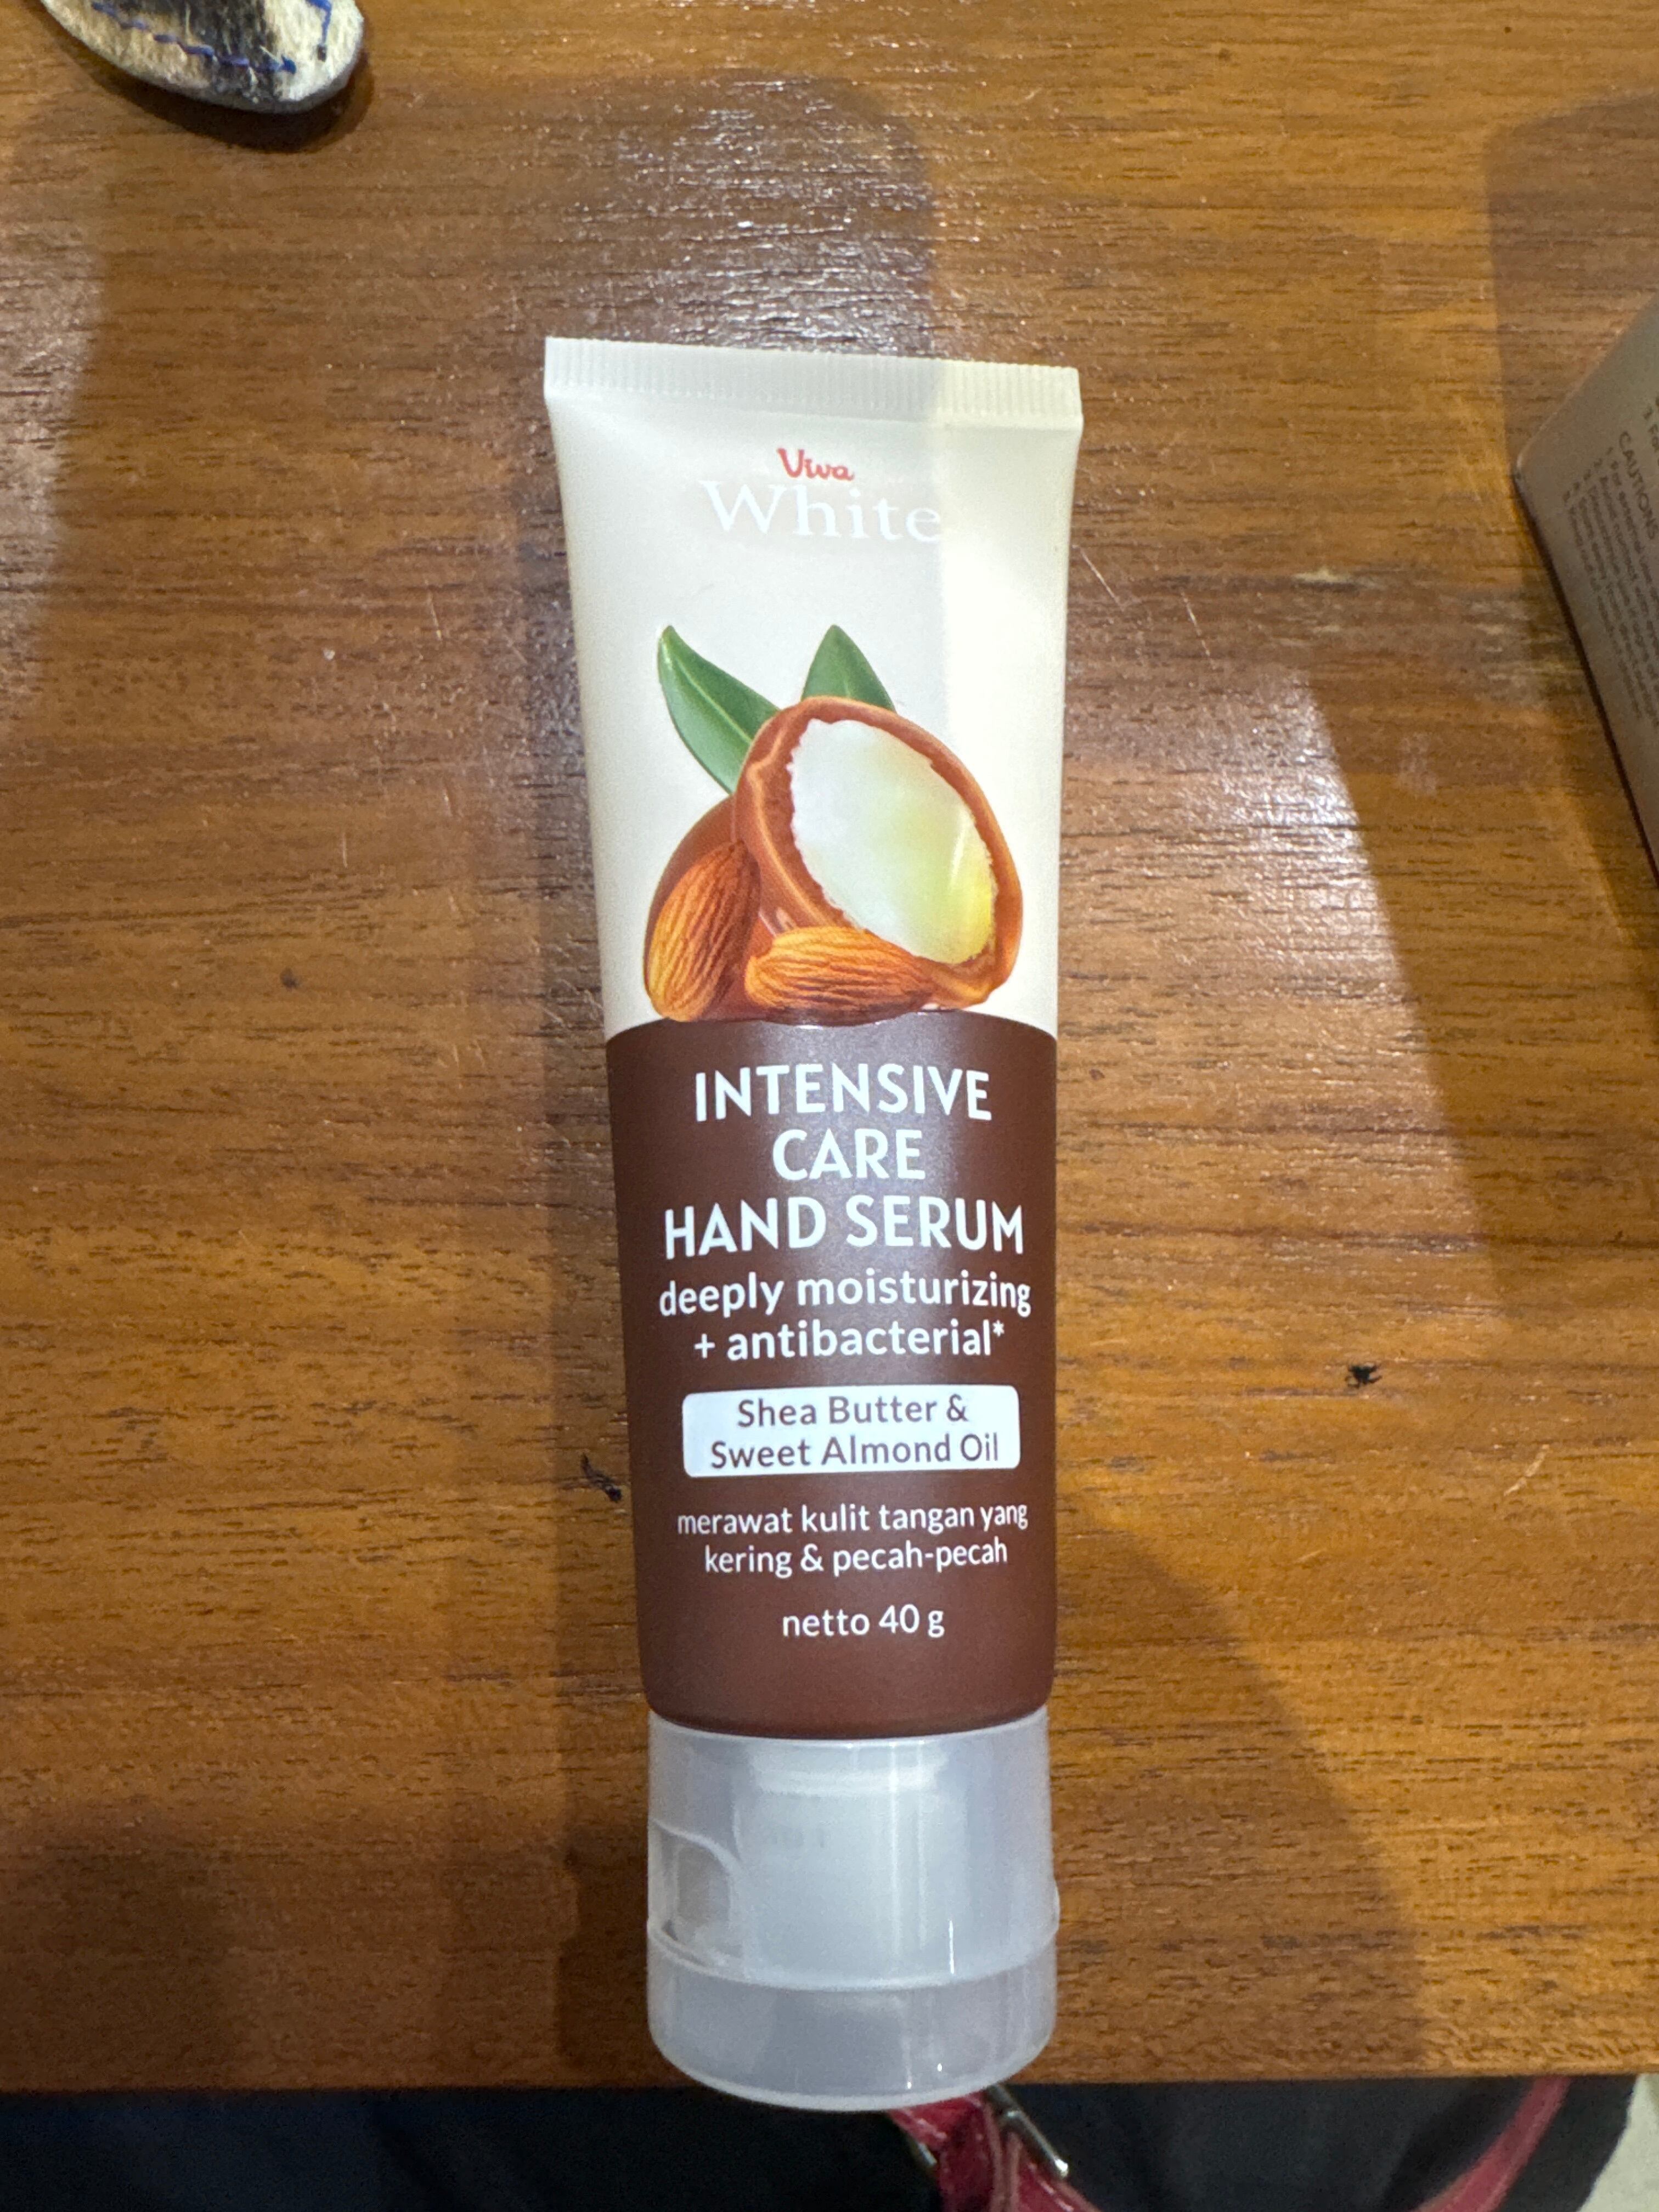 Viva
White
INTENSIVE
CARE
HAND SERUM
deeply moisturizing
+ antibacterial*
Shea Butter &
Sweet Almond Oil
merawat kulit tangan yang
kering & pecah-pecah
netto 40 g
CAUTIONS